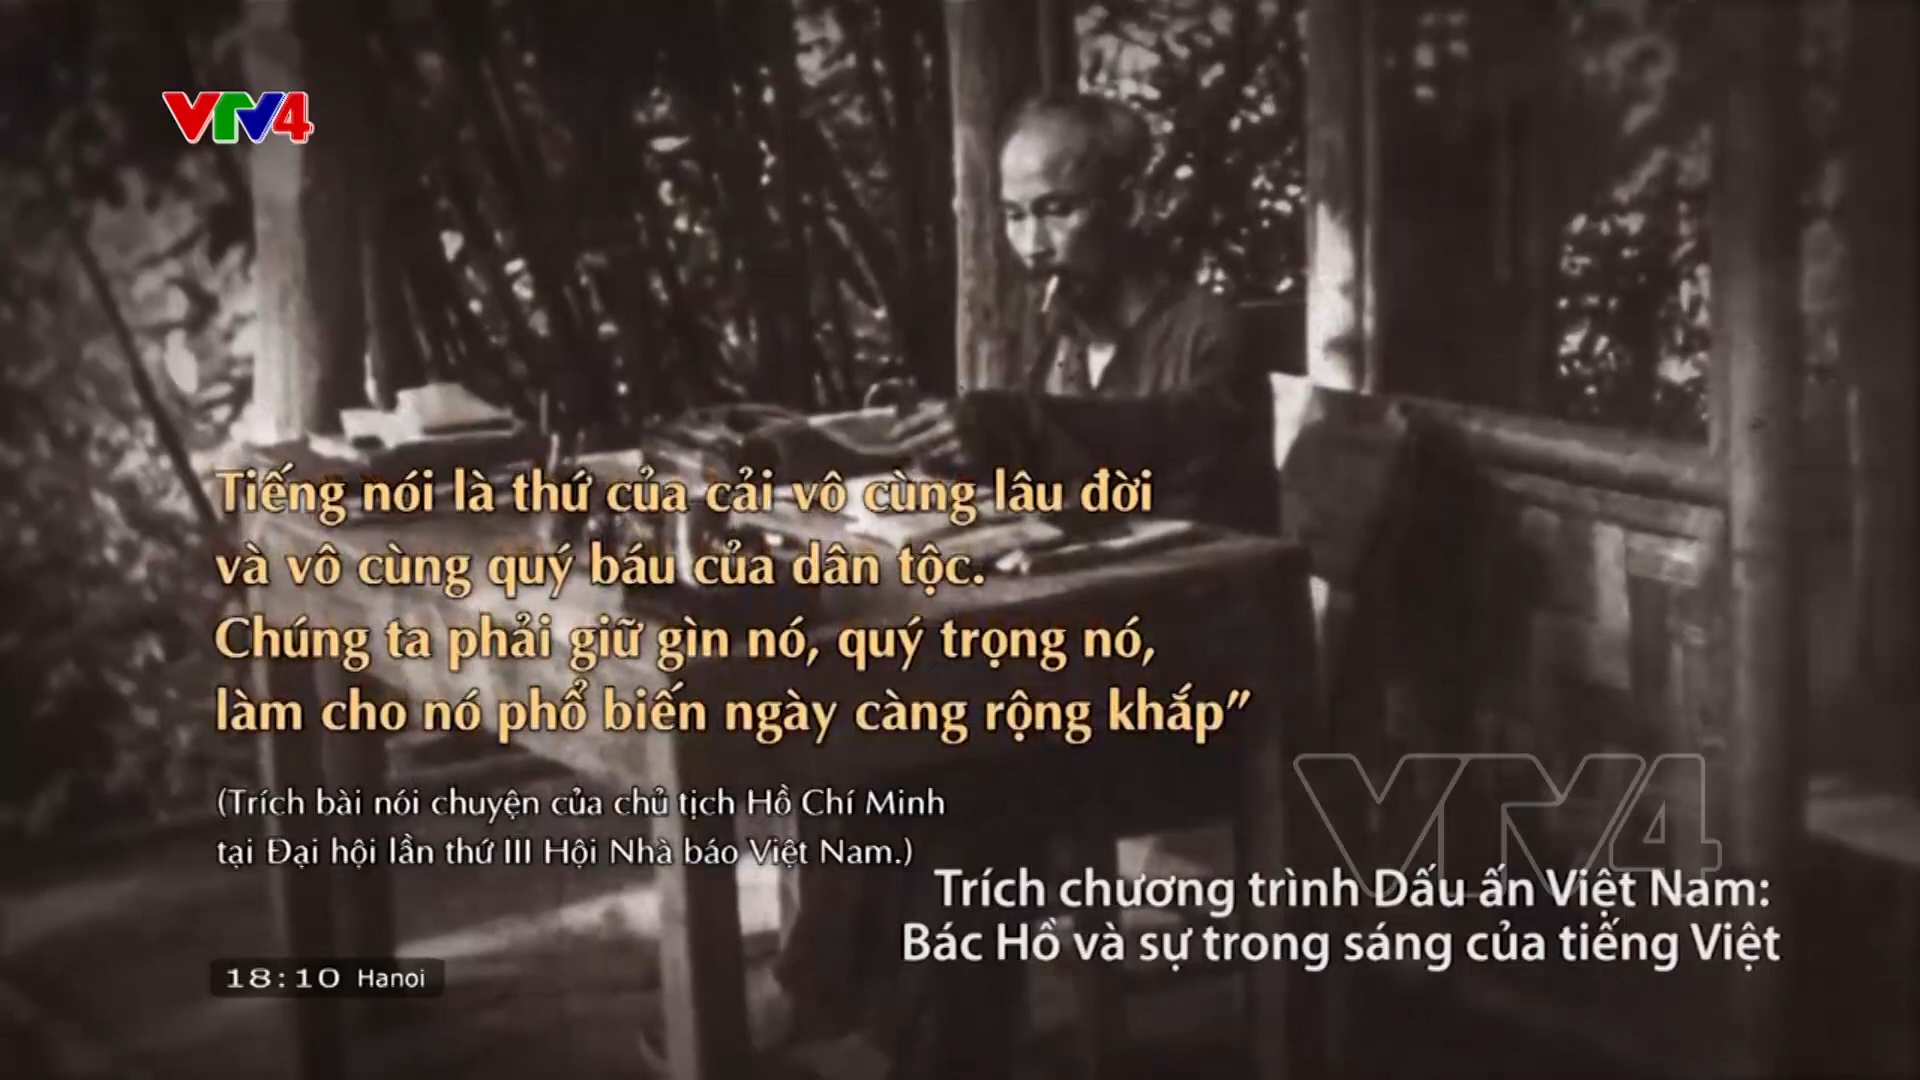 VTV4
Tiếng nói là thứ của cải vô cùng lâu đời
và vô cùng quý báu của dân tộc.
Chúng ta phải giữ gìn nó, quý trọng nó,
làm cho nó phổ biến ngày càng rộng khắp”
(Trích bài nói chuyện của chủ tịch Hồ Chí Minh
tại Đại hội lần thứ III Hội Nhà báo Việt Nam.)
VTV4
Trích chương trình Dấu ấn Việt Nam:
Bác Hồ và sự trong sáng của tiếng Việt
18:10 Hanoi